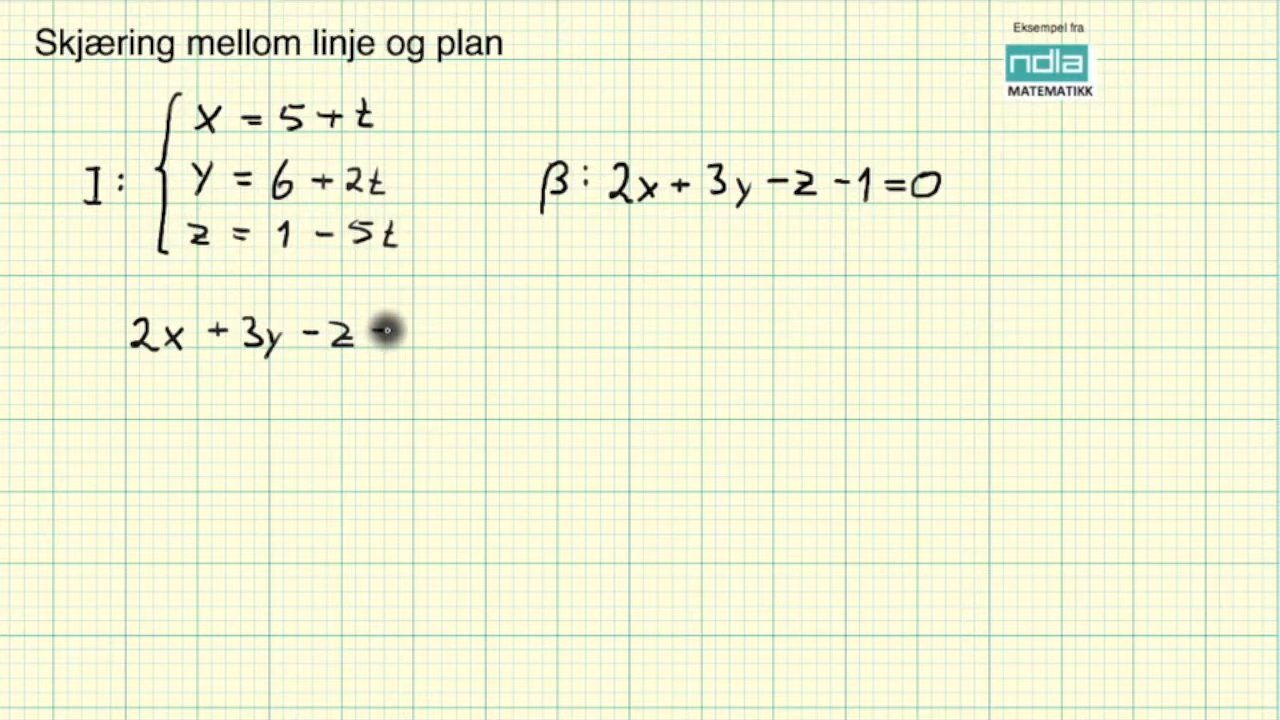 Skjæring mellom linje og plan
Eksempel fra
ndla
MATEMATIKK
l: { x = 5 + t
y = 6 + 2t
z = 1 - 5t
β: 2x + 3y - z - 1 = 0
2x + 3y - z -